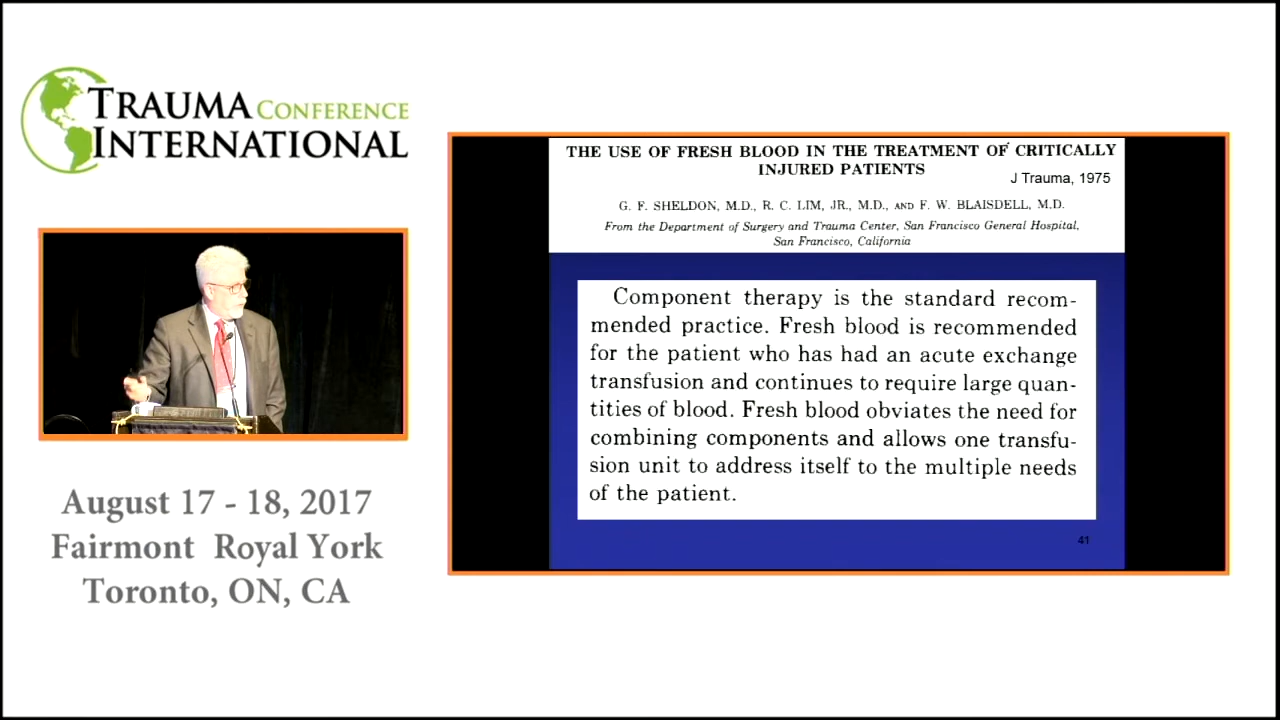 TRAUMA CONFERENCE
INTERNATIONAL
August 17 - 18, 2017
Fairmont Royal York
Toronto, ON, CA
THE USE OF FRESH BLOOD IN THE TREATMENT OF CRITICALLY
INJURED PATIENTS
J Trauma, 1975
G. F. SHELDON, M.D., R. C. LIM, JR., M.D., AND F. W. BLAISDELL, M.D.
From the Department of Surgery and Trauma Center, San Francisco General Hospital,
San Francisco, California
Component therapy is the standard recom-
mended practice. Fresh blood is recommended
for the patient who has had an acute exchange
transfusion and continues to require large quan-
tities of blood. Fresh blood obviates the need for
combining components and allows one transfu-
sion unit to address itself to the multiple needs
of the patient.
41